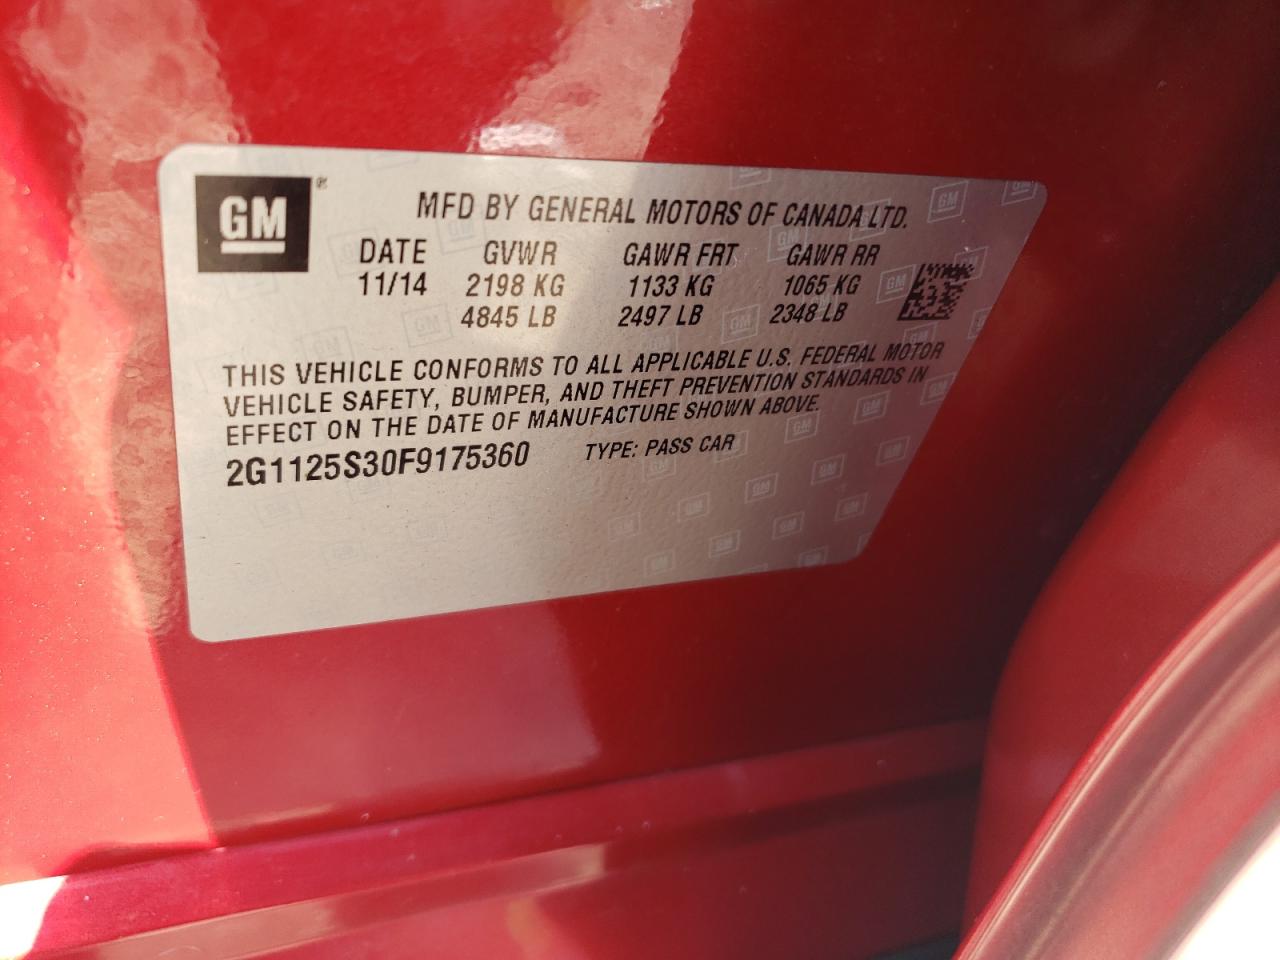 GM®
MFD BY GENERAL MOTORS OF CANADA LTD.
DATE GVWR GAWR FRT GAWR RR
11/14 2198 KG 1133 KG 1065 KG
4845 LB 2497 LB 2348 LB
THIS VEHICLE CONFORMS TO ALL APPLICABLE U.S. FEDERAL MOTOR
VEHICLE SAFETY, BUMPER, AND THEFT PREVENTION STANDARDS IN
EFFECT ON THE DATE OF MANUFACTURE SHOWN ABOVE.
2G1125S30F9175360 TYPE: PASS CAR